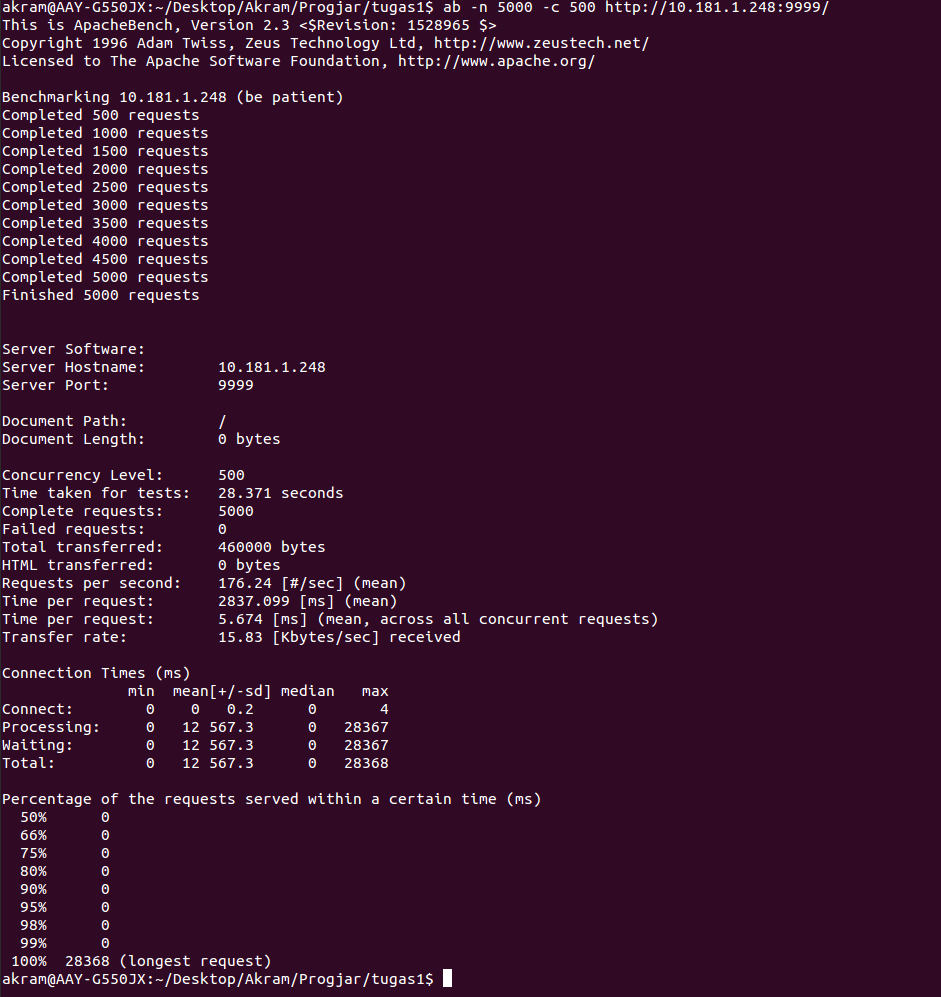 akram@AAY-G550JX:~/Desktop/Akram/Progjar/tugas1$ ab -n 5000 -c 500 http://10.181.1.248:9999/
This is ApacheBench, Version 2.3 <$Revision: 1528965 $>
Copyright 1996 Adam Twiss, Zeus Technology Ltd, http://www.zeustech.net/
Licensed to The Apache Software Foundation, http://www.apache.org/

Benchmarking 10.181.1.248 (be patient)
Completed 500 requests
Completed 1000 requests
Completed 1500 requests
Completed 2000 requests
Completed 2500 requests
Completed 3000 requests
Completed 3500 requests
Completed 4000 requests
Completed 4500 requests
Completed 5000 requests
Finished 5000 requests


Server Software:
Server Hostname:        10.181.1.248
Server Port:            9999

Document Path:          /
Document Length:        0 bytes

Concurrency Level:      500
Time taken for tests:   28.371 seconds
Complete requests:      5000
Failed requests:        0
Total transferred:      460000 bytes
HTML transferred:       0 bytes
Requests per second:    176.24 [#/sec] (mean)
Time per request:       2837.099 [ms] (mean)
Time per request:       5.674 [ms] (mean, across all concurrent requests)
Transfer rate:          15.83 [Kbytes/sec] received

Connection Times (ms)
              min  mean[+/-sd] median   max
Connect:        0    0   0.2      0       4
Processing:     0   12 567.3      0   28367
Waiting:        0   12 567.3      0   28367
Total:          0   12 567.3      0   28368

Percentage of the requests served within a certain time (ms)
  50%      0
  66%      0
  75%      0
  80%      0
  90%      0
  95%      0
  98%      0
  99%      0
 100%  28368 (longest request)
akram@AAY-G550JX:~/Desktop/Akram/Progjar/tugas1$